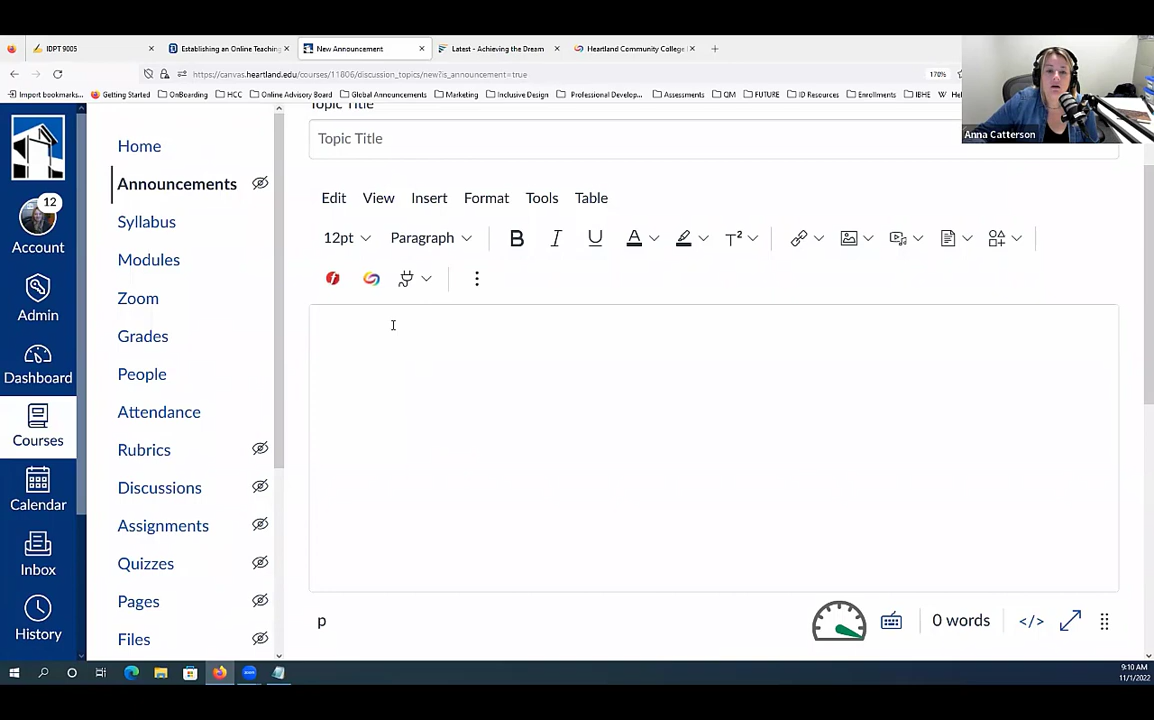 IDPT 9005
Establishing an Online Teaching
New Announcement
Latest - Achieving the Dream
Heartland Community College
https://canvas.heartland.edu/courses/11806/discussion_topics/new?is_announcement=true
170%
Import bookmarks...
Getting Started
OnBoarding
HCC
Online Advisory Board
Global Announcements
Marketing
Inclusive Design
Professional Develop...
Assessments
QM
FUTURE
ID Resources
Enrollments
IBHE
W Hel
Anna Catterson
12
Account
Admin
Dashboard
Courses
Calendar
Inbox
History
Home
Announcements
Syllabus
Modules
Zoom
Grades
People
Attendance
Rubrics
Discussions
Assignments
Quizzes
Pages
Files
Topic Title
Topic Title
Edit View Insert Format Tools Table
12pt Paragraph B I U A T²
p
0 words </>
9:10 AM
11/1/2022